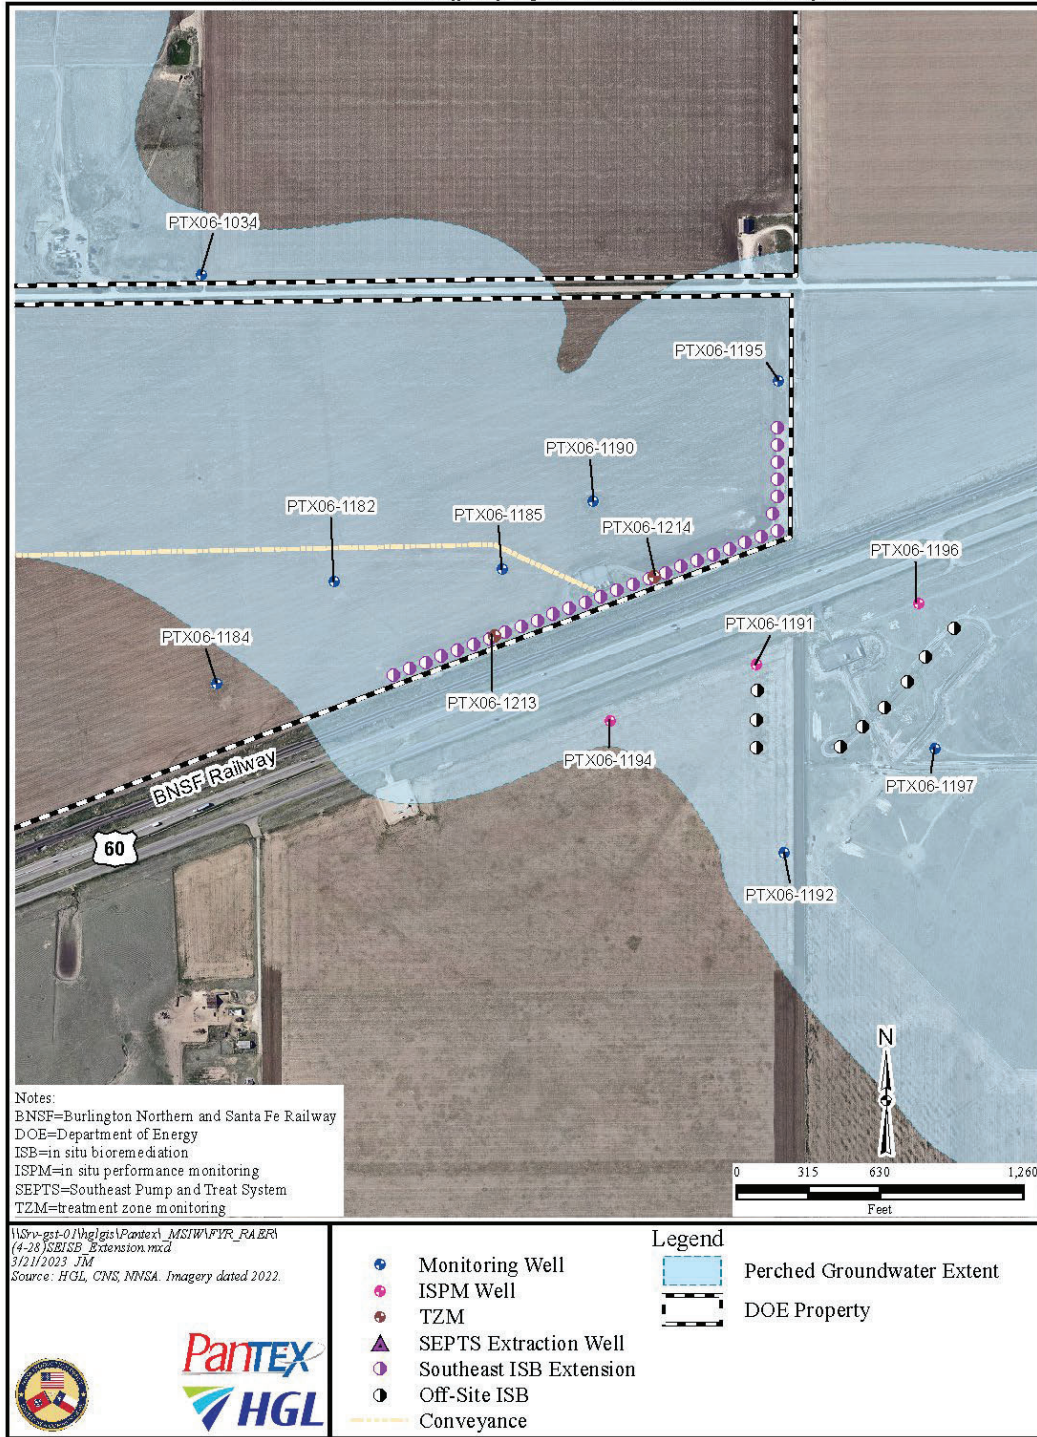 PTX06-1034
PTX06-1195
PTX06-1190
PTX06-1182
PTX06-1185
PTX06-1214
PTX06-1196
PTX06-1184
PTX06-1191
PTX06-1213
PTX06-1194
PTX06-1197
BNSF Railway
60
PTX06-1192
N
0 315 630 1,260
Feet
Notes:
BNSF=Burlington Northern and Santa Fe Railway
DOE=Department of Energy
ISB=in situ bioremediation
ISPM=in situ performance monitoring
SEPTS=Southeast Pump and Treat System
TZM=treatment zone monitoring
\\Srv-gst-01\hglgis\Pantex\_MSIW\FYR_RAER\
(4-28)SEISB_Extension.mxd
3/21/2023 JM
Source: HGL, CNS, NNSA. Imagery dated 2022.
PanTEX
HGL
Legend
Monitoring Well
ISPM Well
TZM
SEPTS Extraction Well
Southeast ISB Extension
Off-Site ISB
Conveyance
Perched Groundwater Extent
DOE Property